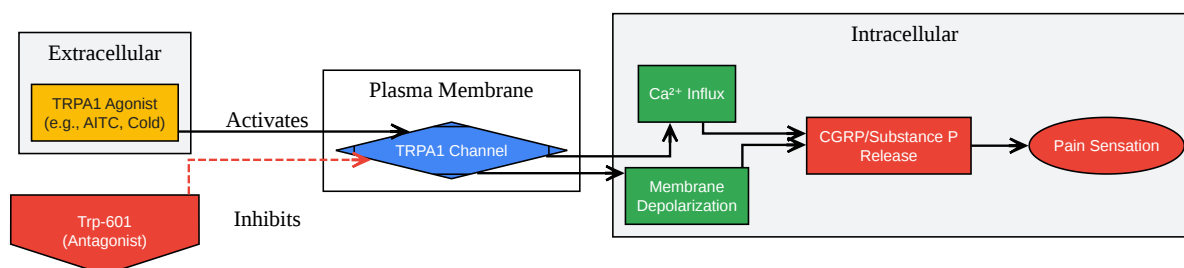 Extracellular
TRPA1 Agonist
(e.g., AITC, Cold)
Activates
Plasma Membrane
TRPA1 Channel
Trp-601
(Antagonist)
Inhibits
Intracellular
Ca²⁺ Influx
Membrane
Depolarization
CGRP/Substance P
Release
Pain Sensation